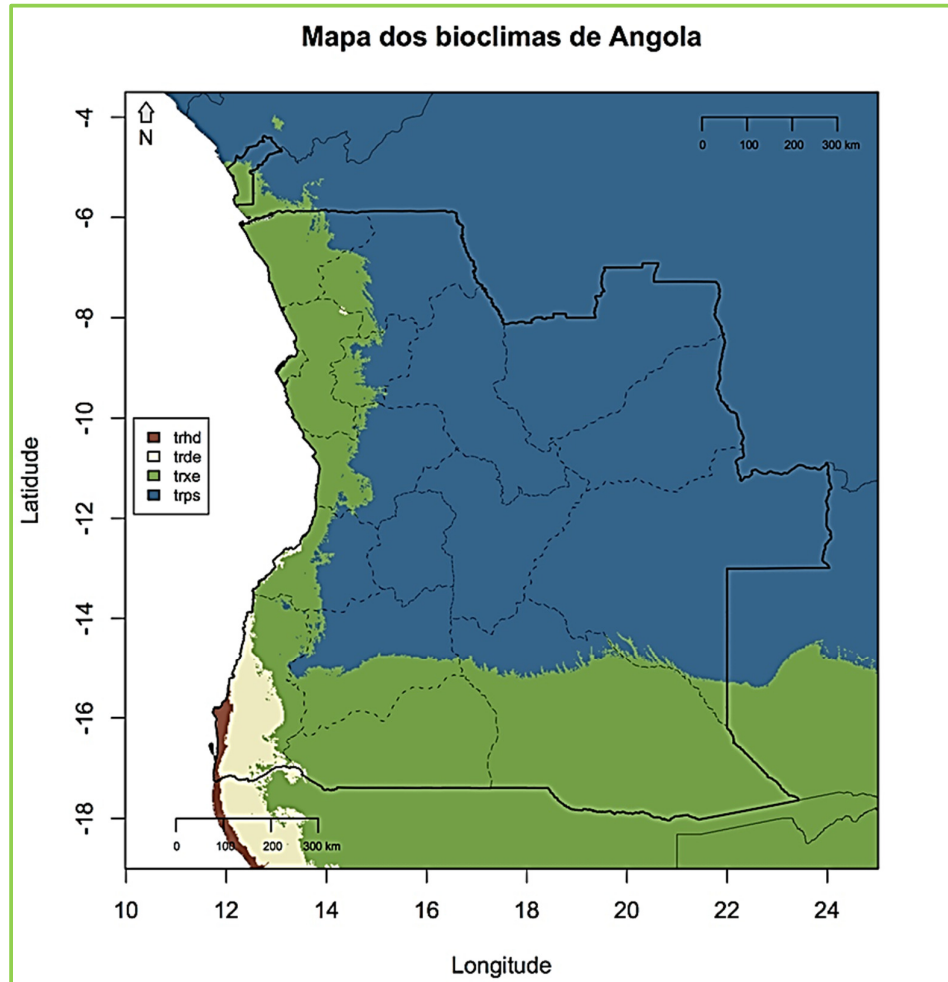 Mapa dos bioclimas de Angola
-4
-6
-8
-10
-12
-14
-16
-18
Latidude
N
0 100 200 300 km
trhd
trde
trxe
trps
0 100 200 300 km
10 12 14 16 18 20 22 24
Longitude